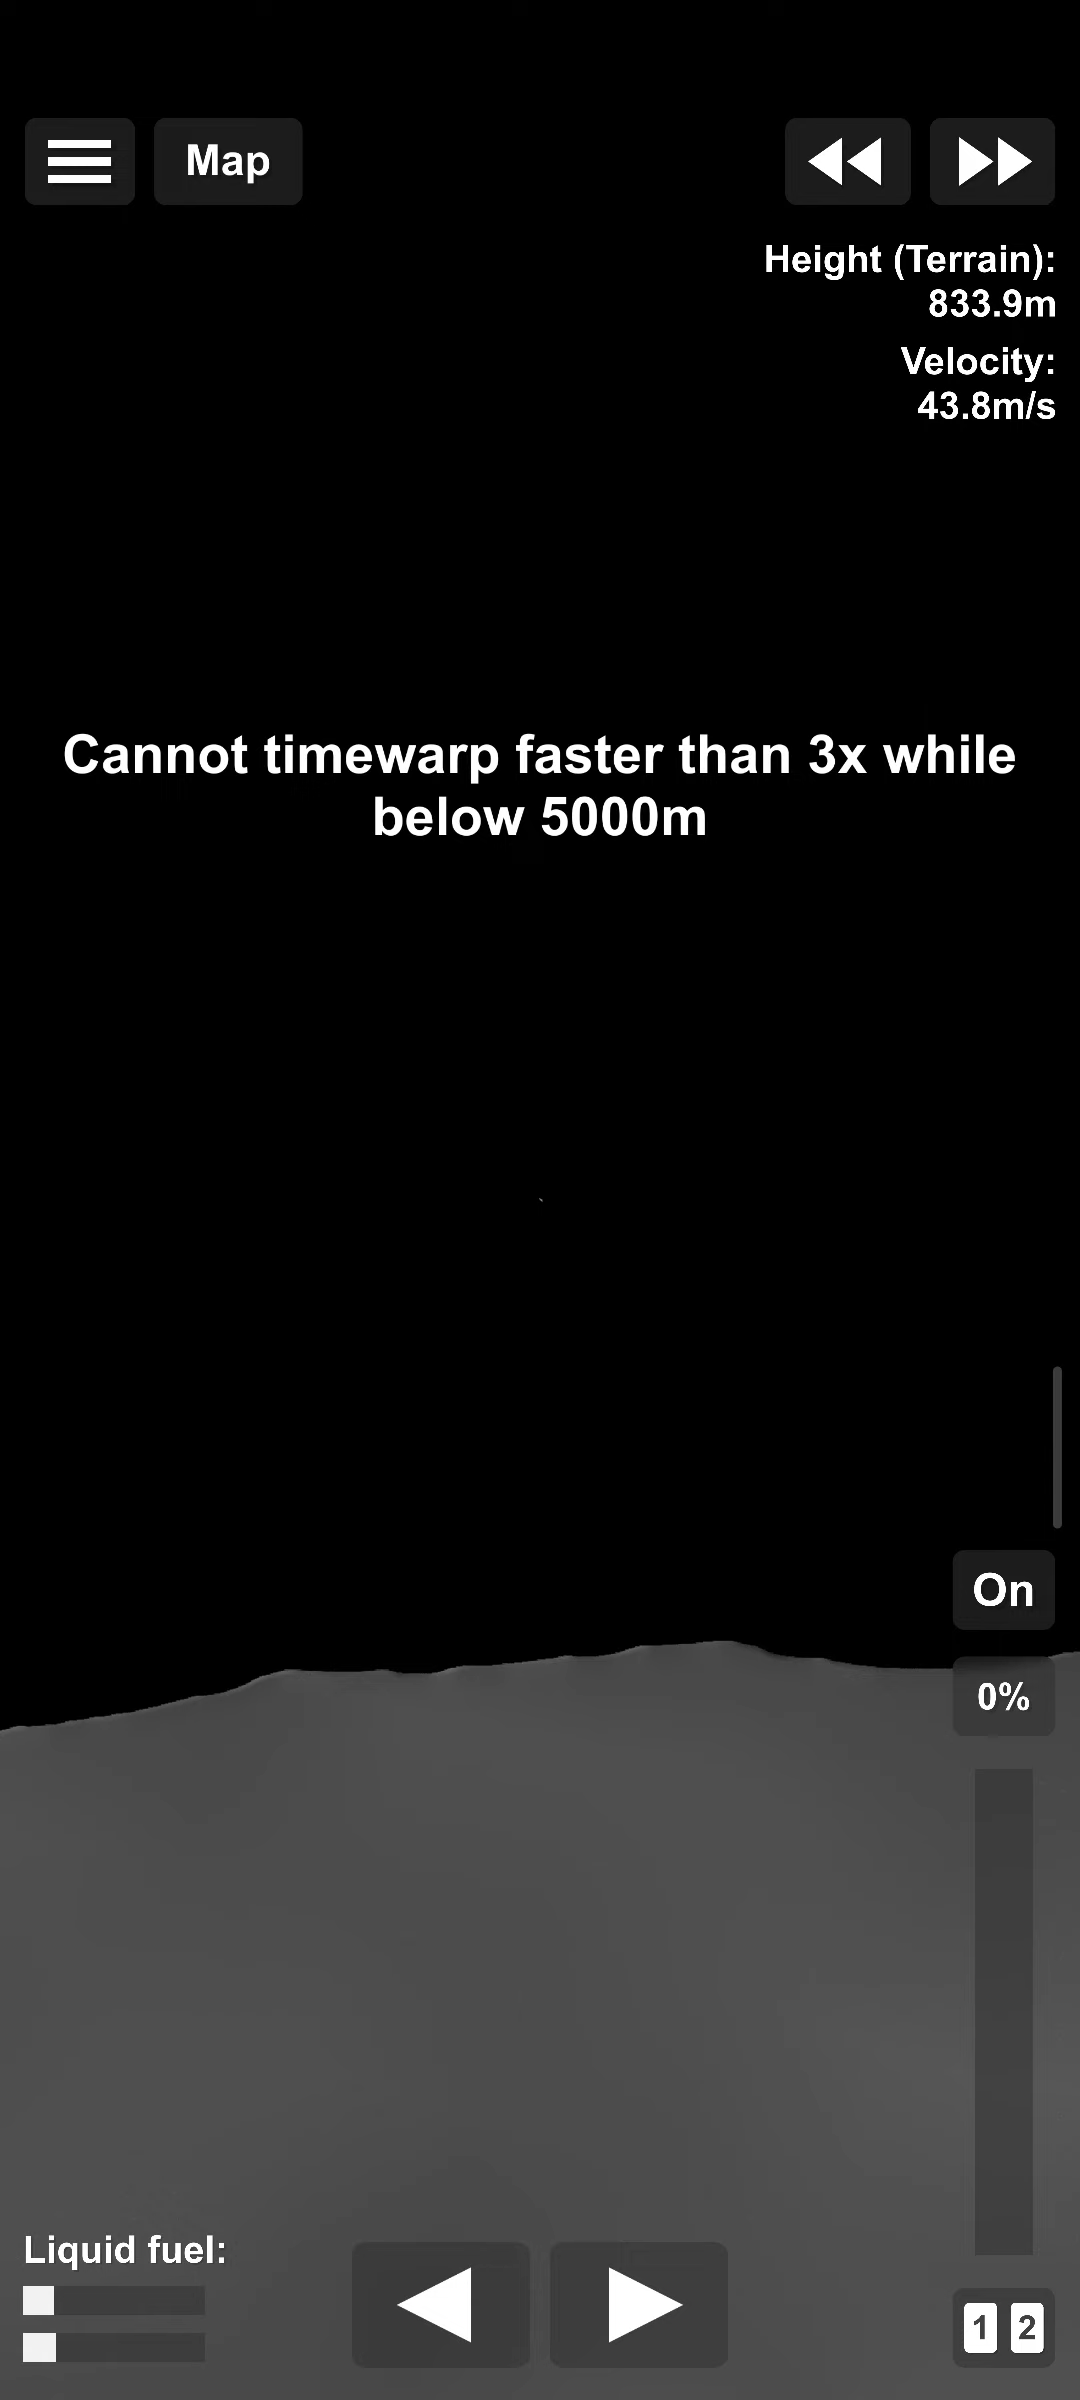 Map
Height (Terrain):
833.9m
Velocity:
43.8m/s
Cannot timewarp faster than 3x while
below 5000m
On
0%
Liquid fuel:
1 2